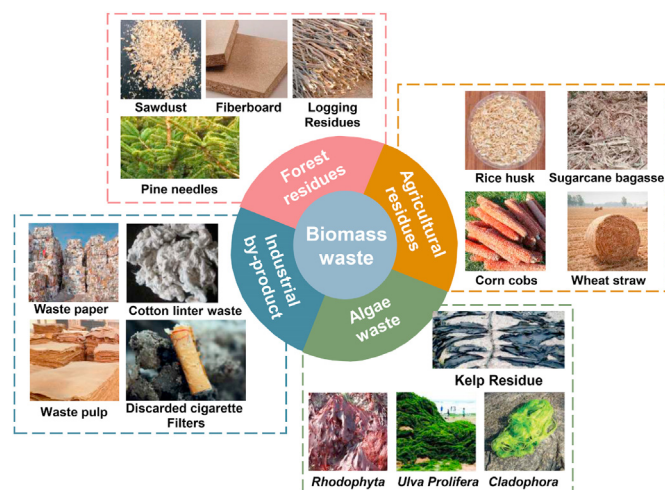 Sawdust
Fiberboard
Logging
Residues
Pine needles
Rice husk
Sugarcane bagasse
Corn cobs
Wheat straw
Forest
residues
Agricultural
residues
Biomass
waste
Industrial
by-product
Algae
waste
Waste paper
Cotton linter waste
Waste pulp
Discarded cigarette
Filters
Kelp Residue
Rhodophyta
Ulva Prolifera
Cladophora